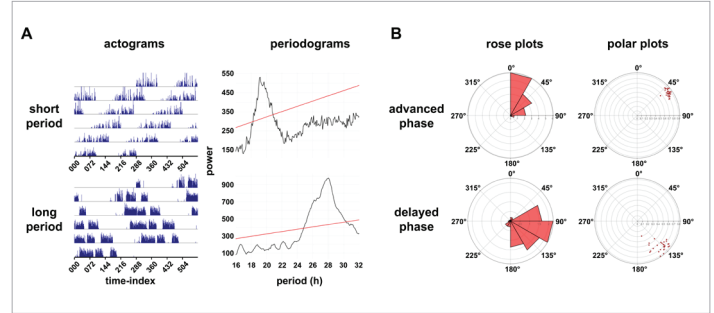 A
actograms
periodograms
B
rose plots
polar plots
short
period
000 072 144 216 288 360 432 504
550
450
350
250
150
power
advanced
phase
0°
45°
90°
135°
180°
225°
270°
315°
0°
45°
90°
135°
180°
225°
270°
315°
long
period
000 072 144 216 288 360 432 504
time-index
900
700
500
300
100
16 18 20 22 24 26 28 30 32
period (h)
delayed
phase
0°
45°
90°
135°
180°
225°
270°
315°
0°
45°
90°
135°
180°
225°
270°
315°